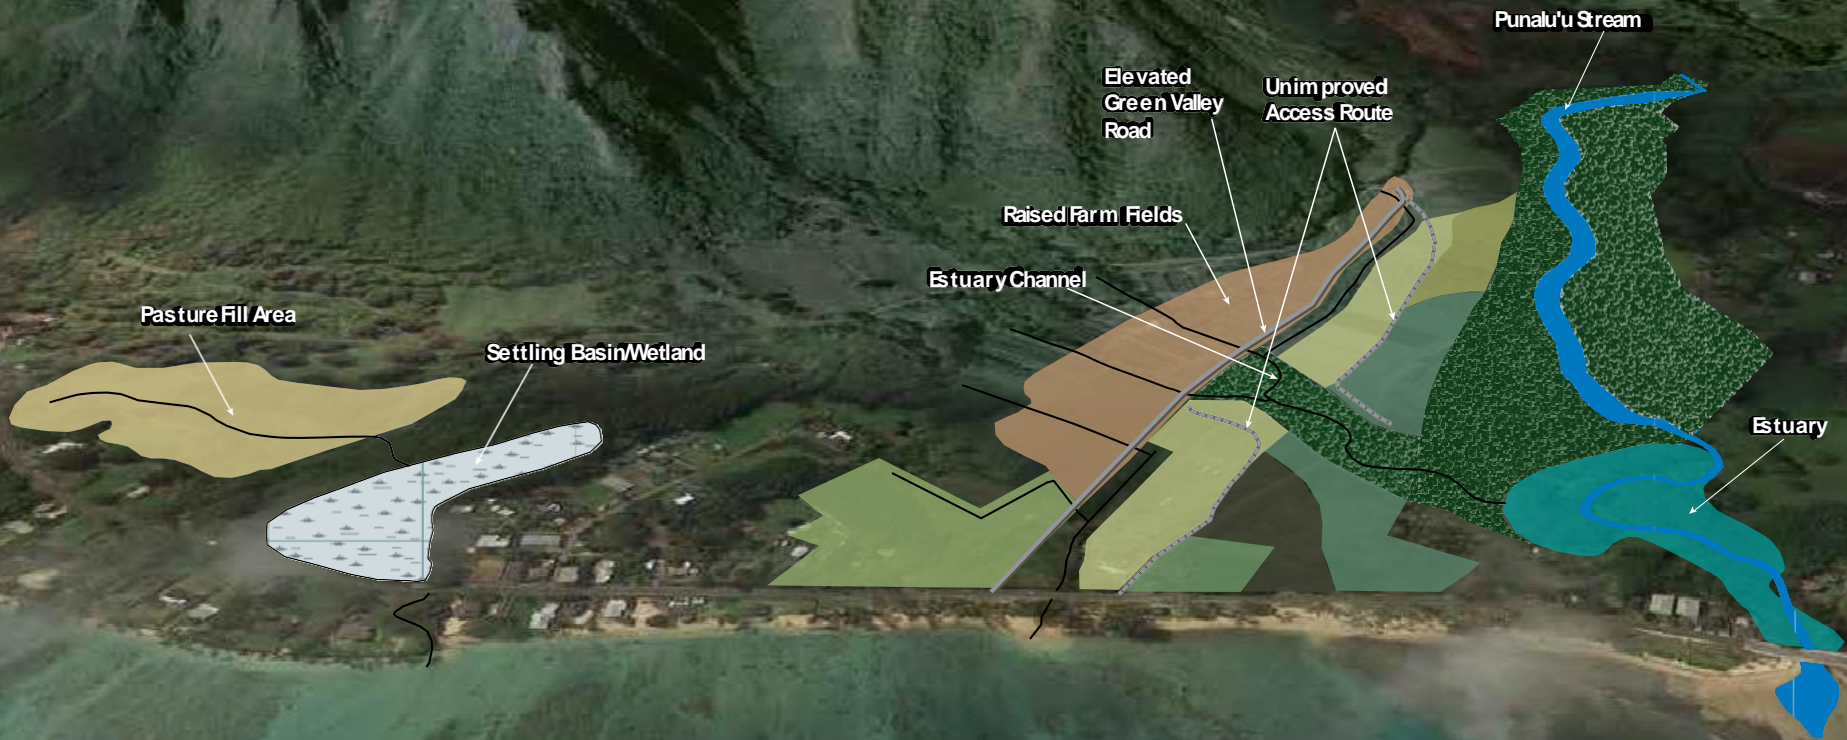 Punalu'u Stream
Elevated
Green Valley
Road
Unimproved
Access Route
Raised Farm Fields
Estuary Channel
Pasture Fill Area
Settling Basin/Wetland
Estuary